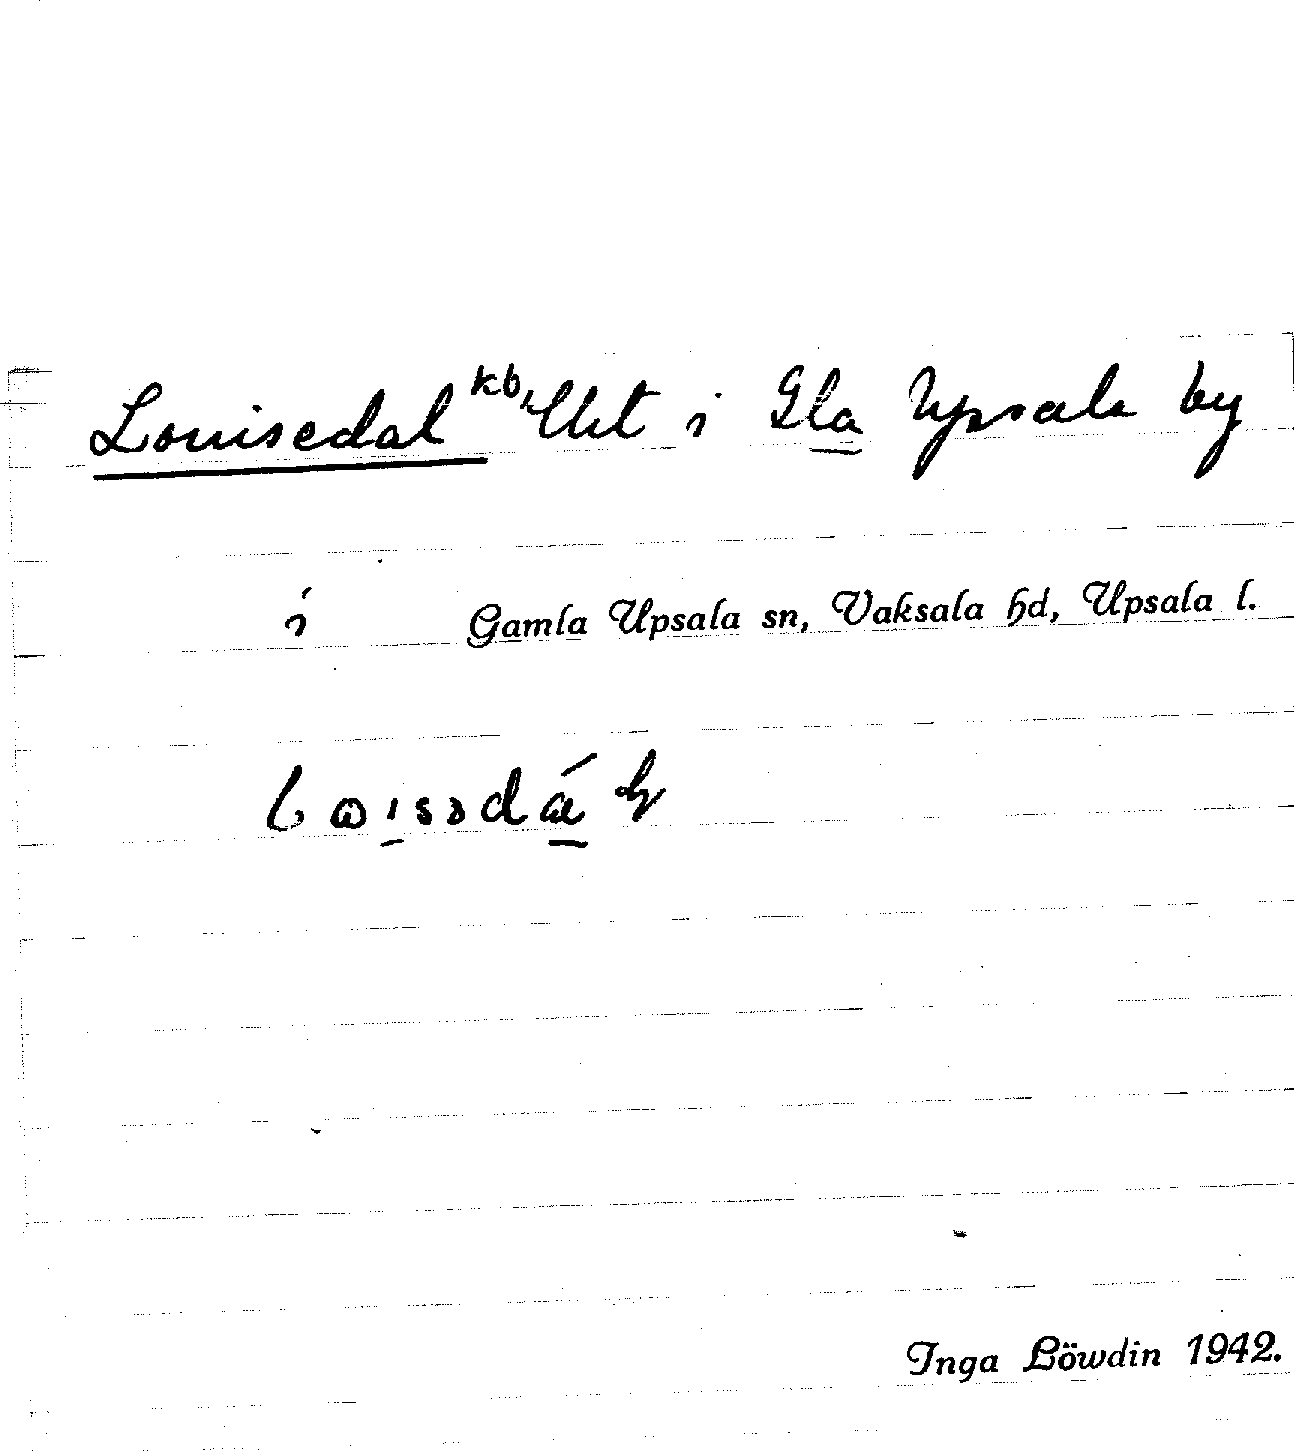 Louisedal kb, lht i Gla Upsala by
i Gamla Upsala sn, Vaksala hd, Upsala l.
Inga Löwdin 1942.